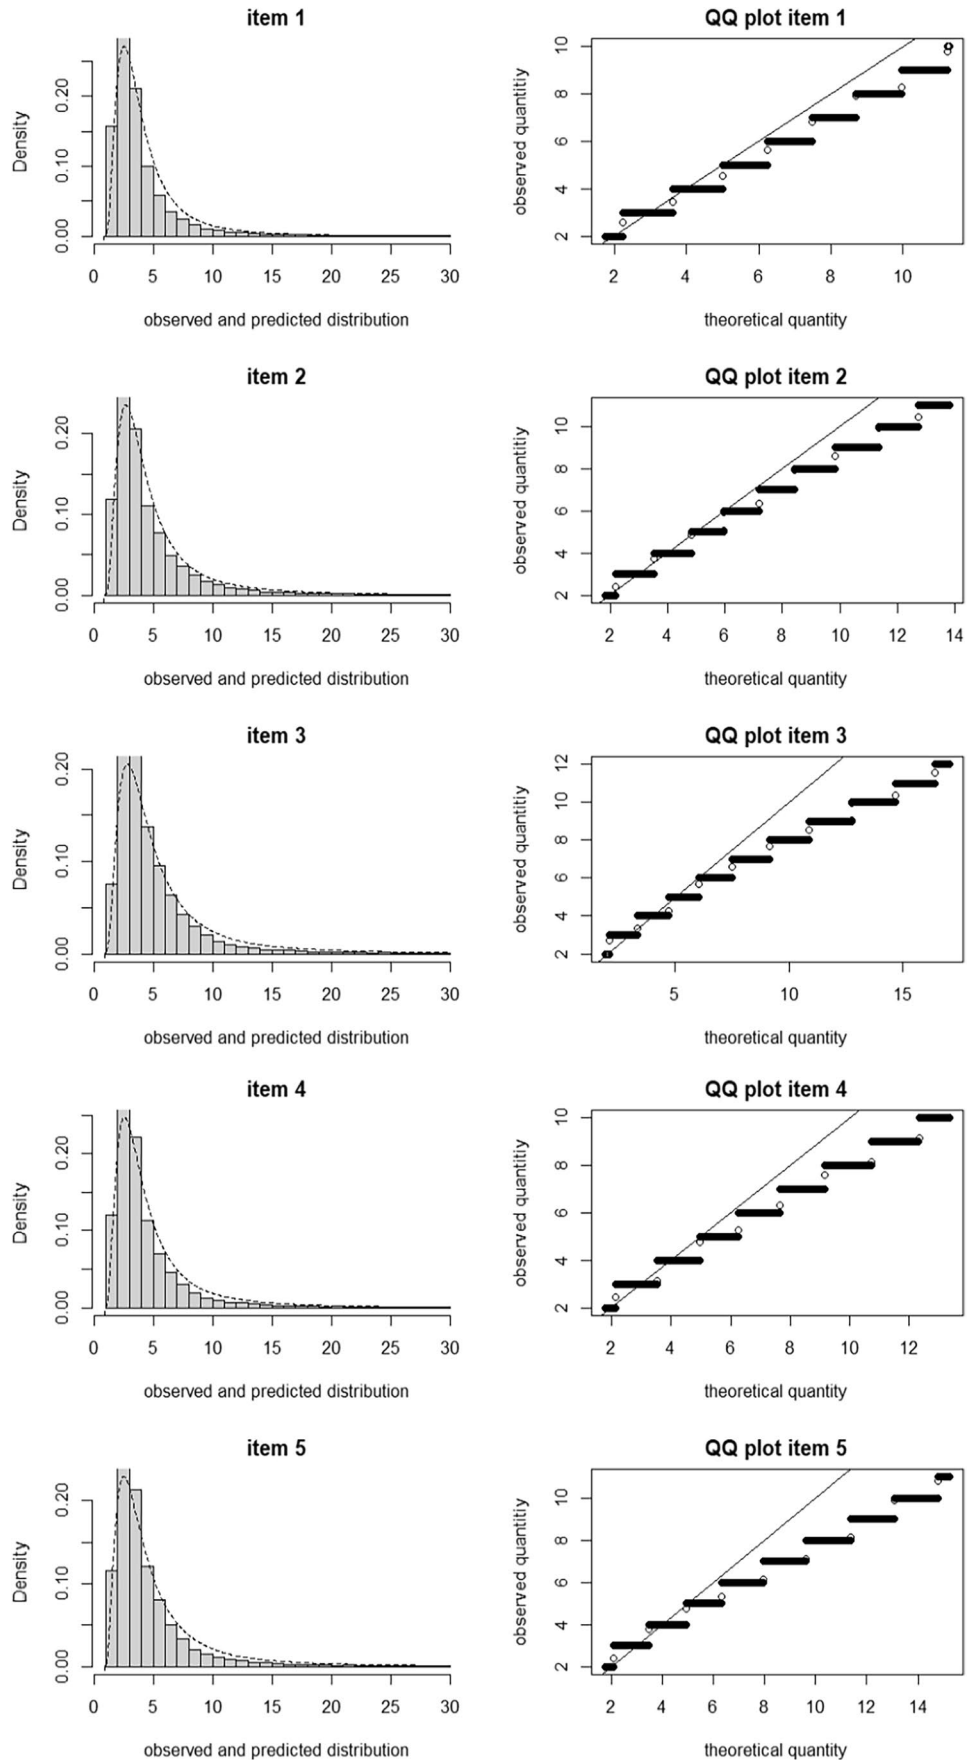 item 1
QQ plot item 1
Density
0.00 0.10 0.20
0 5 10 15 20 25 30
observed and predicted distribution
observed quantitiy
2 4 6 8 10
2 4 6 8 10
theoretical quantity
item 2
QQ plot item 2
Density
0.00 0.10 0.20
0 5 10 15 20 25 30
observed and predicted distribution
observed quantitiy
2 4 6 8 10
2 4 6 8 10 12 14
theoretical quantity
item 3
QQ plot item 3
Density
0.00 0.10 0.20
0 5 10 15 20 25 30
observed and predicted distribution
observed quantitiy
2 4 6 8 10 12
5 10 15
theoretical quantity
item 4
QQ plot item 4
Density
0.00 0.10 0.20
0 5 10 15 20 25 30
observed and predicted distribution
observed quantitiy
2 4 6 8 10
2 4 6 8 10 12
theoretical quantity
item 5
QQ plot item 5
Density
0.00 0.10 0.20
0 5 10 15 20 25 30
observed and predicted distribution
observed quantitiy
2 4 6 8 10
2 4 6 8 10 12 14
theoretical quantity